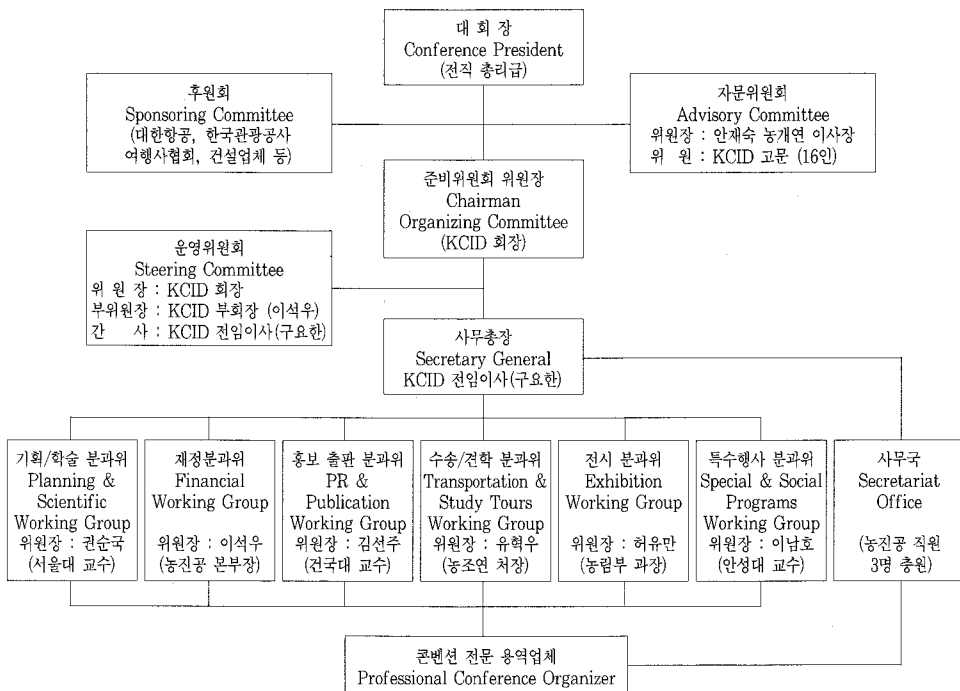 대 회 장
Conference President
(전직 총리급)
후원회
Sponsoring Committee
(대한항공, 한국관광공사
여행사협회, 건설업체 등)
자문위원회
Advisory Committee
위원장 : 안재숙 농개연 이사장
위 원 : KCID 고문 (16인)
준비위원회 위원장
Chairman
Organizing Committee
(KCID 회장)
운영위원회
Steering Committee
위 원 장 : KCID 회장
부위원장 : KCID 부회장 (이석우)
간 사 : KCID 전임이사(구요한)
사무총장
Secretary General
KCID 전임이사(구요한)
기획/학술 분과위
Planning &
Scientific
Working Group
위원장 : 권순국
(서울대 교수)
재정분과위
Financial
Working Group
위원장 : 이석우
(농진공 본부장)
홍보 출판 분과위
PR &
Publication
Working Group
위원장 : 김선주
(건국대 교수)
수송/견학 분과위
Transportation &
Study Tours
Working Group
위원장 : 유혁우
(농조연 처장)
전시 분과위
Exhibition
Working Group
위원장 : 허유만
(농림부 과장)
특수행사 분과위
Special & Social
Programs
Working Group
위원장 : 이남호
(안성대 교수)
사무국
Secretariat
Office
(농진공 직원
3명 충원)
콘벤션 전문 용역업체
Professional Conference Organizer